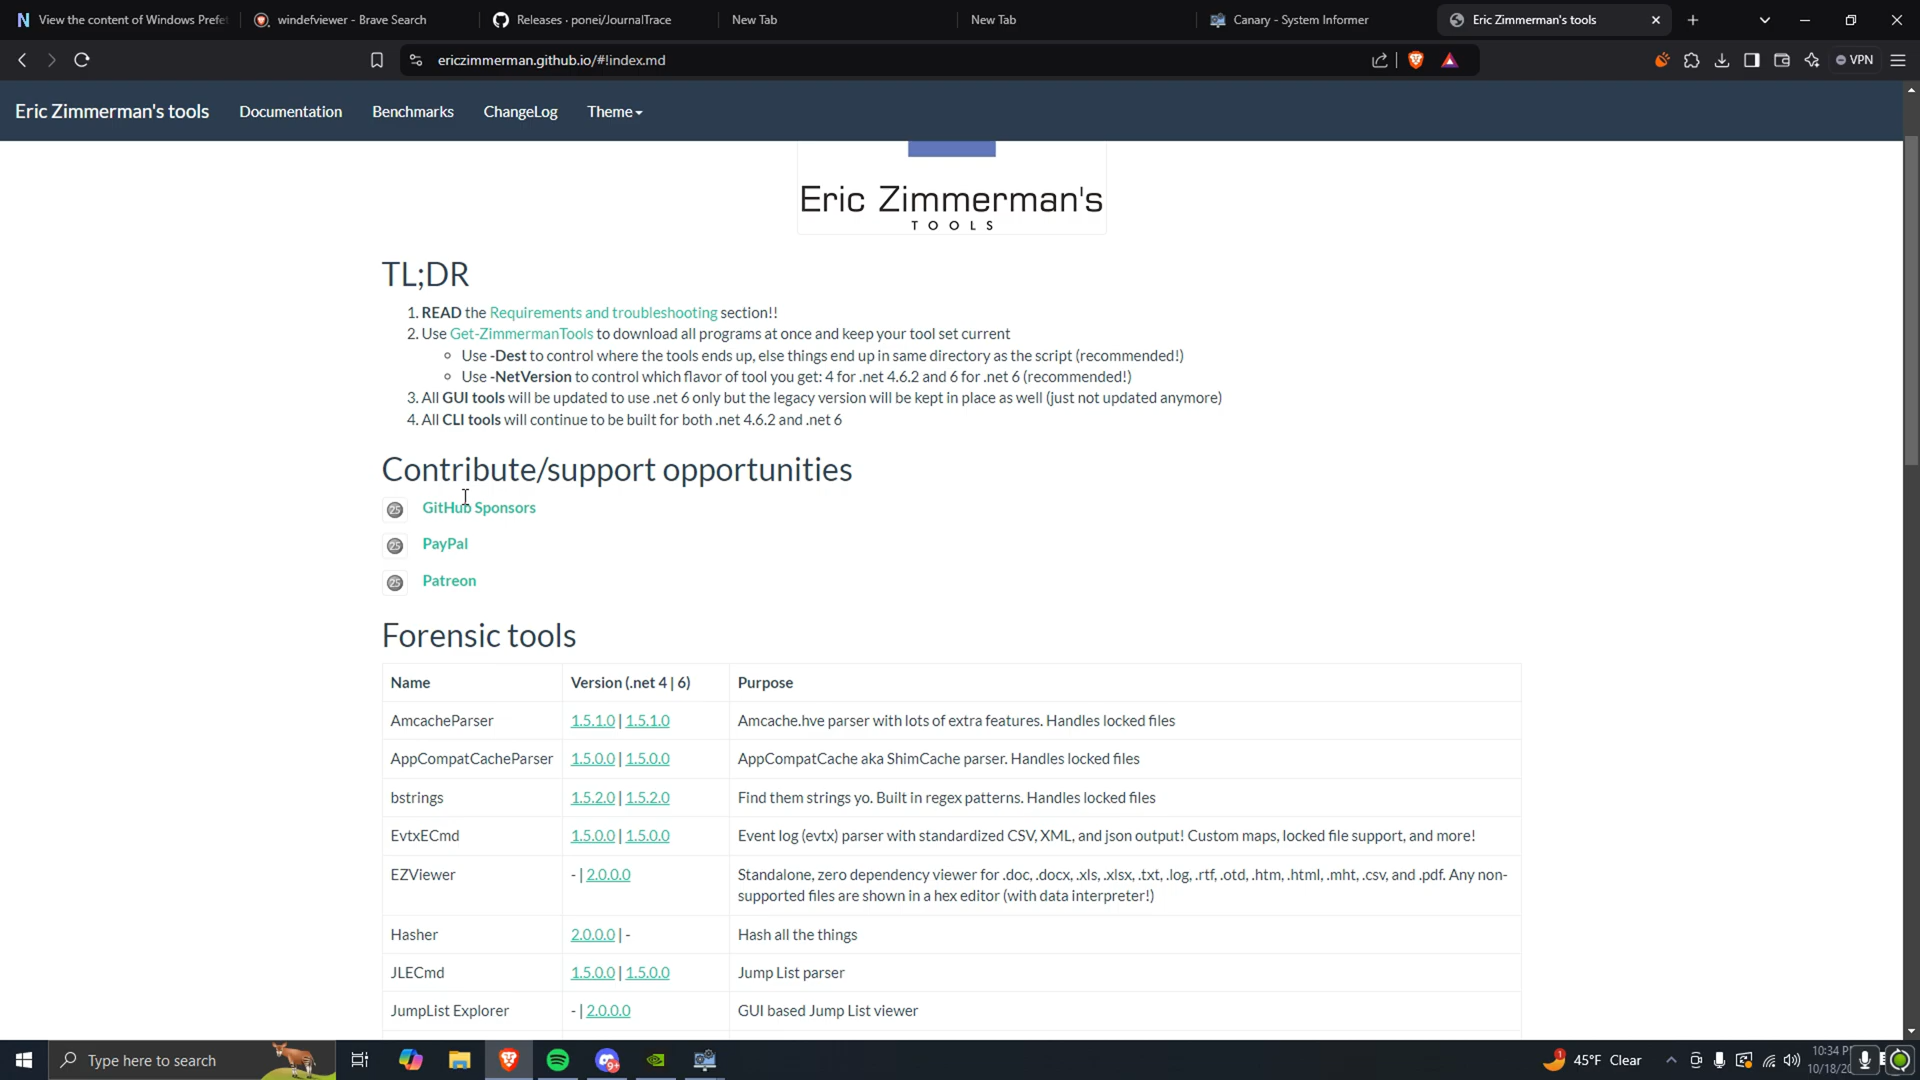 View the content of Windows Prefe
windefviewer - Brave Search
Releases · ponei/JournalTrace
New Tab
New Tab
Canary - System Informer
Eric Zimmerman's tools
ericzimmerman.github.io/#!index.md
VPN
Eric Zimmerman's tools
Documentation
Benchmarks
ChangeLog
Theme
Eric Zimmerman's
TOOLS
TL;DR
1. READ the Requirements and troubleshooting section!!
2. Use Get-ZimmermanTools to download all programs at once and keep your tool set current
Use -Dest to control where the tools ends up, else things end up in same directory as the script (recommended!)
Use -NetVersion to control which flavor of tool you get: 4 for .net 4.6.2 and 6 for .net 6 (recommended!)
3. All GUI tools will be updated to use .net 6 only but the legacy version will be kept in place as well (just not updated anymore)
4. All CLI tools will continue to be built for both .net 4.6.2 and .net 6
Contribute/support opportunities
25 GitHub Sponsors
25 PayPal
25 Patreon
Forensic tools
Name Version (.net 4 | 6) Purpose
AmcacheParser 1.5.1.0 | 1.5.1.0 Amcache.hve parser with lots of extra features. Handles locked files
AppCompatCacheParser 1.5.0.0 | 1.5.0.0 AppCompatCache aka ShimCache parser. Handles locked files
bstrings 1.5.2.0 | 1.5.2.0 Find them strings yo. Built in regex patterns. Handles locked files
EvtxECmd 1.5.0.0 | 1.5.0.0 Event log (evtx) parser with standardized CSV, XML, and json output! Custom maps, locked file support, and more!
EZViewer - | 2.0.0.0 Standalone, zero dependency viewer for .doc, .docx, .xls, .xlsx, .txt, .log, .rtf, .otd, .htm, .html, .mht, .csv, and .pdf. Any non-
supported files are shown in a hex editor (with data interpreter!)
Hasher 2.0.0.0 | - Hash all the things
JLECmd 1.5.0.0 | 1.5.0.0 Jump List parser
JumpList Explorer - | 2.0.0.0 GUI based Jump List viewer
Type here to search
1
45°F Clear
10:34 P
10/18/20